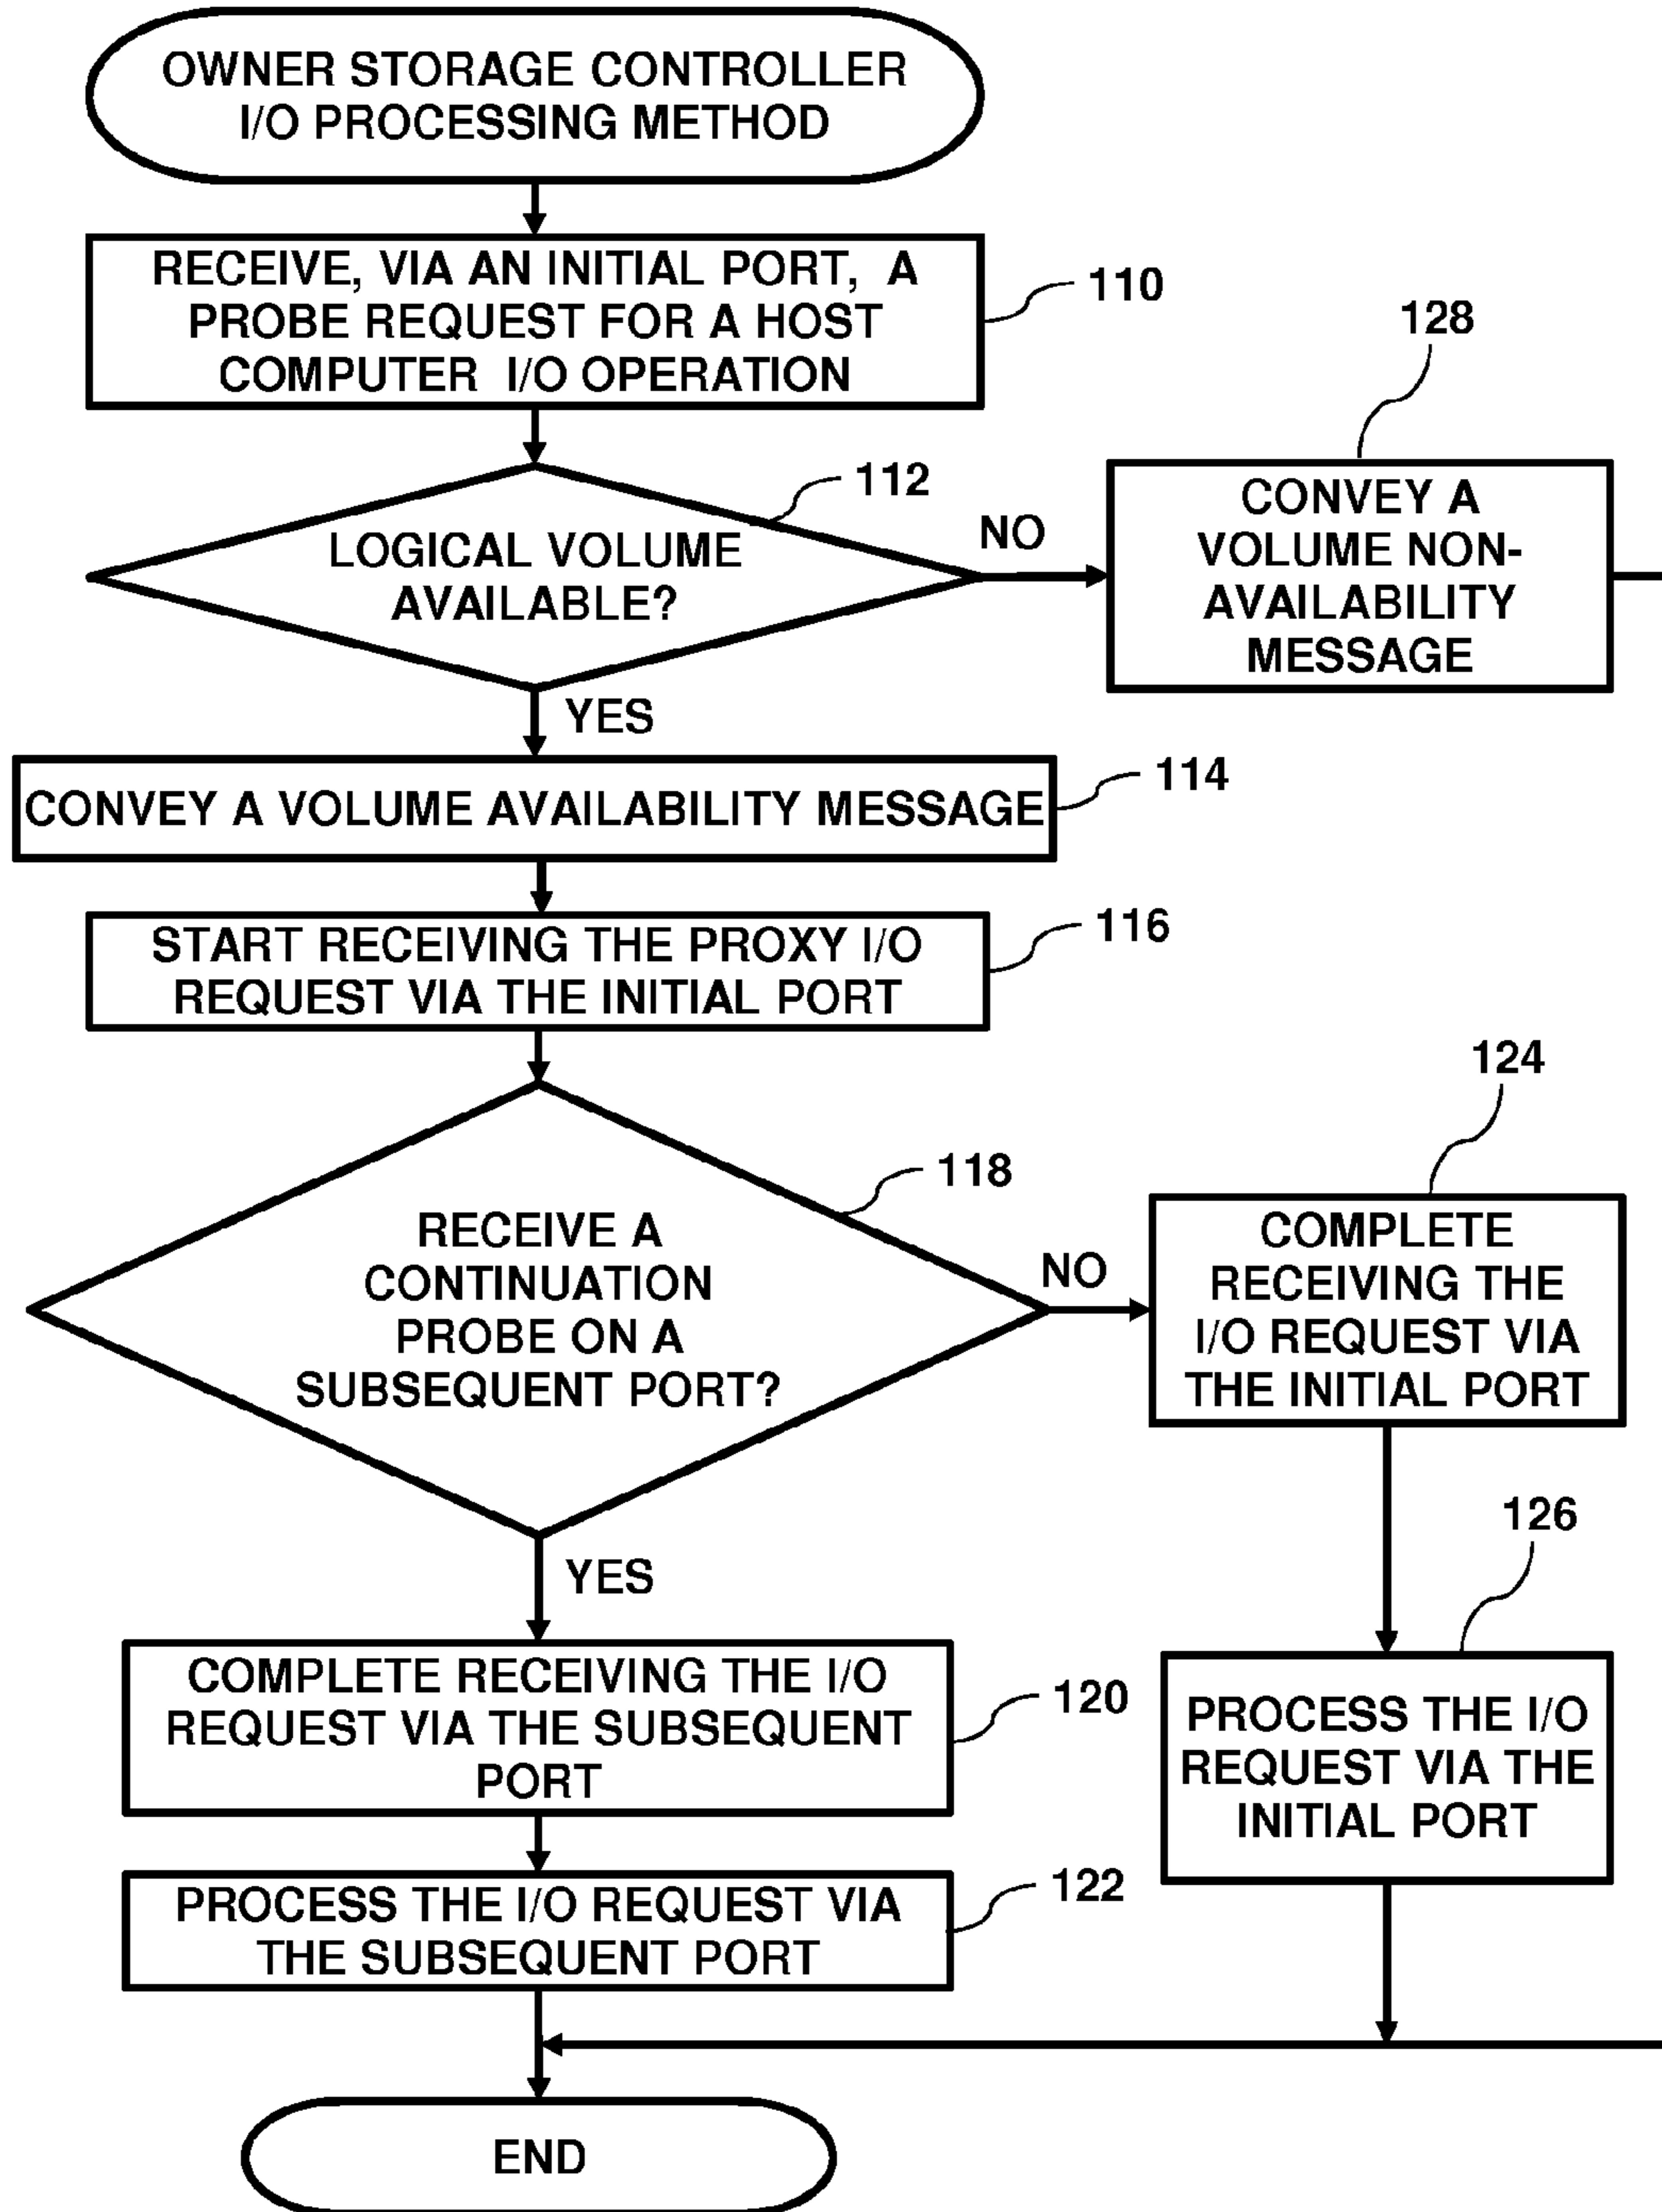 OWNER STORAGE CONTROLLER
I/O PROCESSING METHOD
RECEIVE, VIA AN INITIAL PORT, A
PROBE REQUEST FOR A HOST
COMPUTER I/O OPERATION
110
128
112
LOGICAL VOLUME
AVAILABLE?
NO
CONVEY A
VOLUME NON-
AVAILABILITY
MESSAGE
YES
114
CONVEY A VOLUME AVAILABILITY MESSAGE
116
START RECEIVING THE PROXY I/O
REQUEST VIA THE INITIAL PORT
124
118
RECEIVE A
CONTINUATION
PROBE ON A
SUBSEQUENT PORT?
NO
COMPLETE
RECEIVING THE
I/O REQUEST VIA
THE INITIAL PORT
126
YES
COMPLETE RECEIVING THE I/O
REQUEST VIA THE SUBSEQUENT
PORT
120
PROCESS THE I/O
REQUEST VIA THE
INITIAL PORT
122
PROCESS THE I/O REQUEST VIA
THE SUBSEQUENT PORT
END